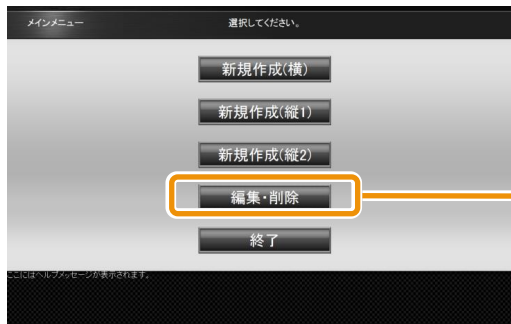 メインメニュー
選択してください。
新規作成(横)
新規作成(縦1)
新規作成(縦2)
編集・削除
終了
ここにはヘルプメッセージが表示されます。